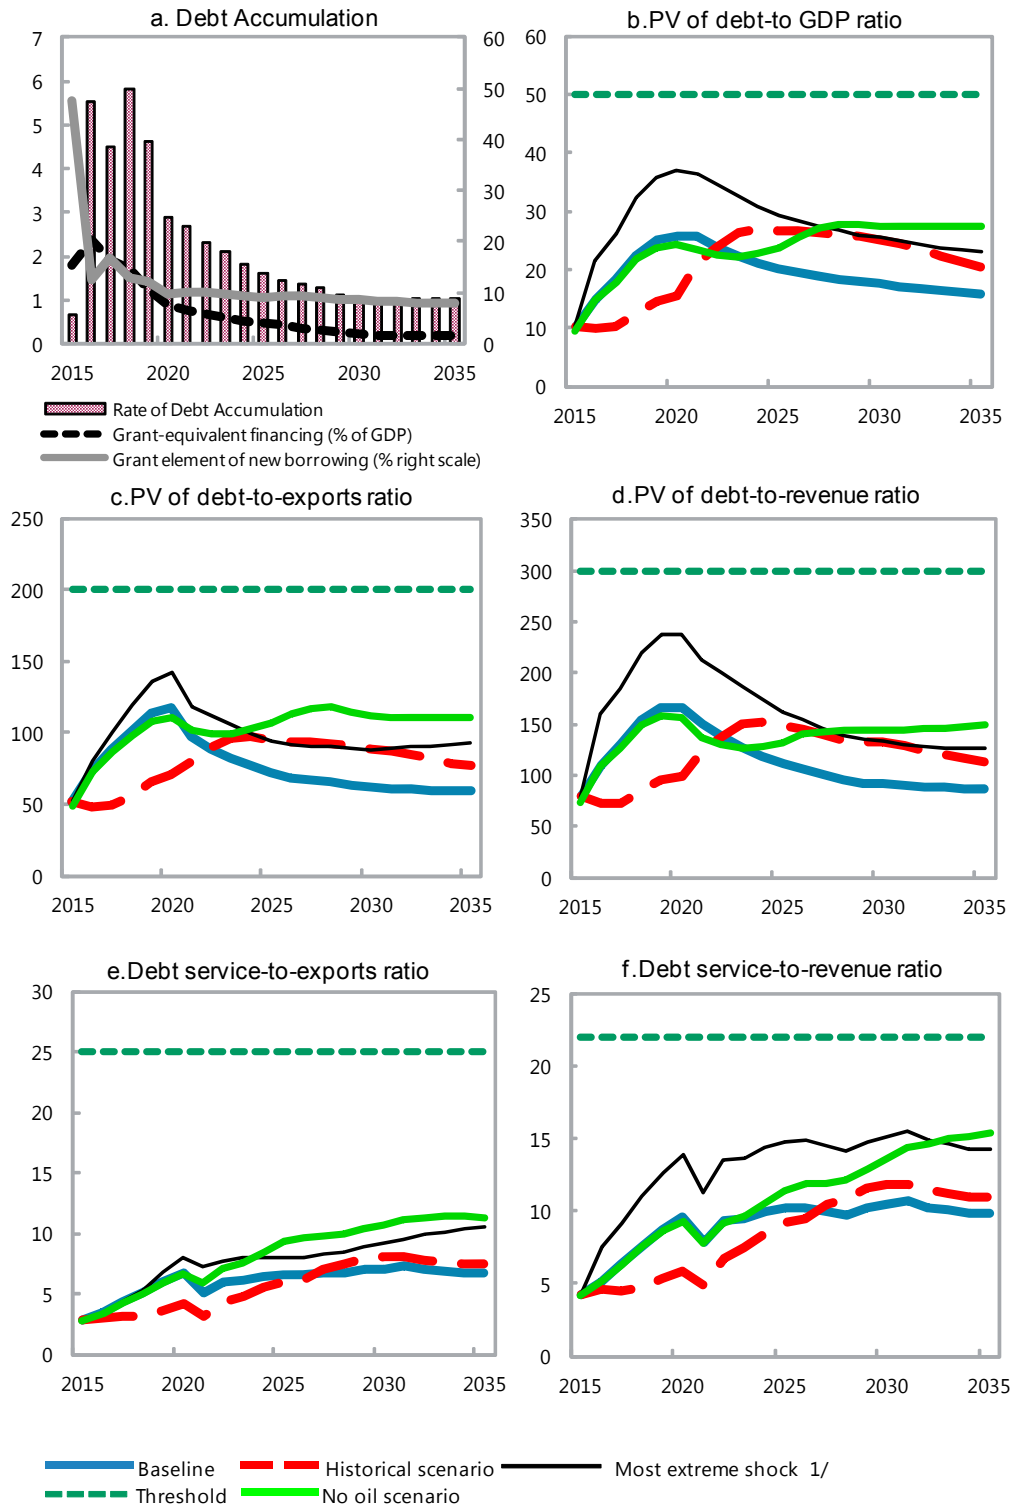 a. Debt Accumulation
7
6
5
4
3
2
1
0
60
50
40
30
20
10
0
2015 2020 2025 2030 2035
Rate of Debt Accumulation
Grant-equivalent financing (% of GDP)
Grant element of new borrowing (% right scale)
b.PV of debt-to GDP ratio
60
50
40
30
20
10
0
2015 2020 2025 2030 2035
c.PV of debt-to-exports ratio
250
200
150
100
50
0
2015 2020 2025 2030 2035
d.PV of debt-to-revenue ratio
350
300
250
200
150
100
50
0
2015 2020 2025 2030 2035
e.Debt service-to-exports ratio
30
25
20
15
10
5
0
2015 2020 2025 2030 2035
f.Debt service-to-revenue ratio
25
20
15
10
5
0
2015 2020 2025 2030 2035
Baseline Historical scenario Most extreme shock 1/
Threshold No oil scenario